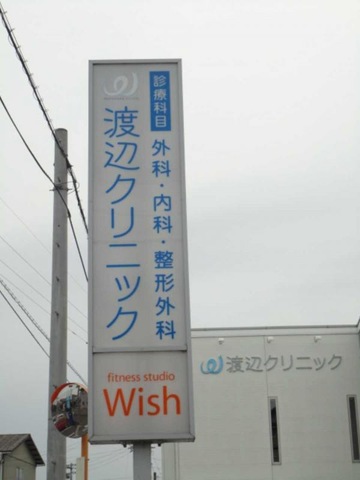 診療科目
外科・内科・整形外科
渡辺クリニック
fitness studio
Wish
渡辺クリニック